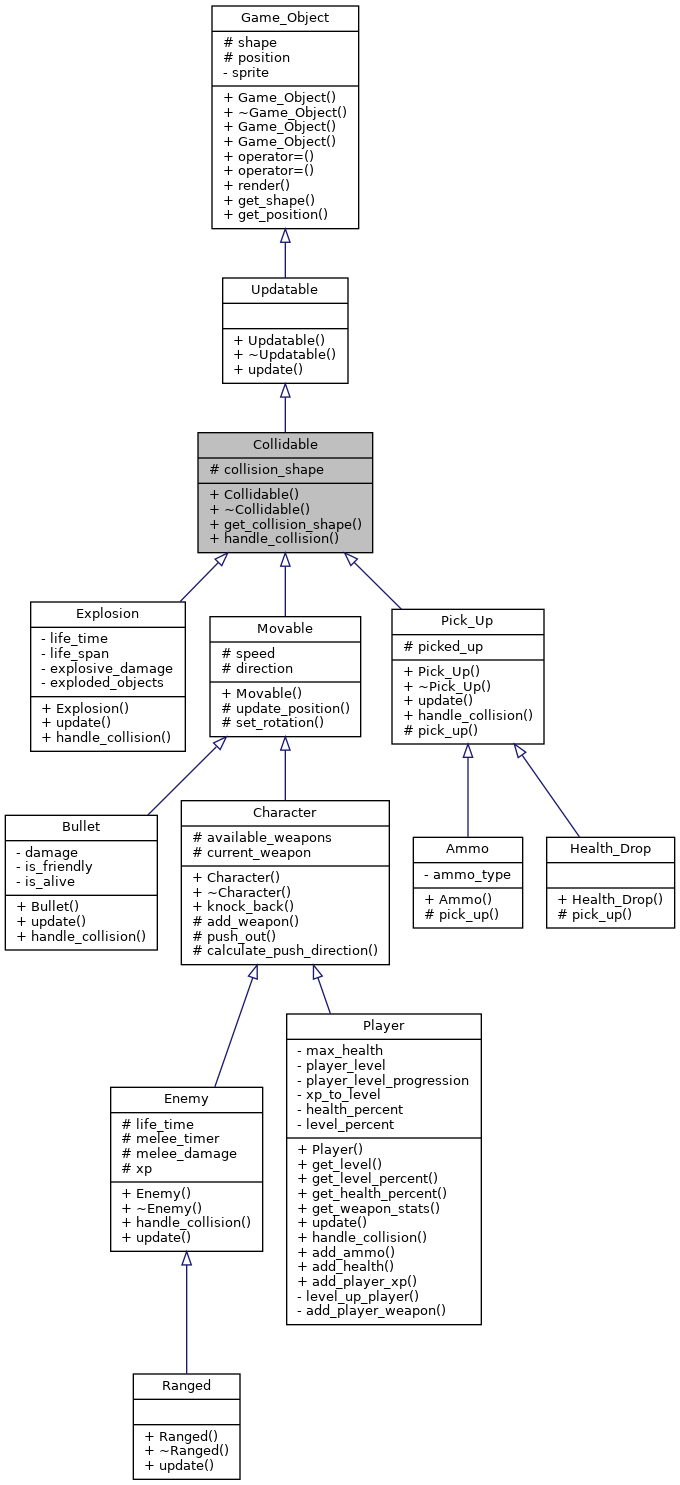 Game_Object
# shape
# position
- sprite
+ Game_Object()
+ ~Game_Object()
+ Game_Object()
+ Game_Object()
+ operator=()
+ operator=()
+ render()
+ get_shape()
+ get_position()
Updatable
+ Updatable()
+ ~Updatable()
+ update()
Collidable
# collision_shape
+ Collidable()
+ ~Collidable()
+ get_collision_shape()
+ handle_collision()
Explosion
- life_time
- life_span
- explosive_damage
- exploded_objects
+ Explosion()
+ update()
+ handle_collision()
Movable
# speed
# direction
+ Movable()
# update_position()
# set_rotation()
Pick_Up
# picked_up
+ Pick_Up()
+ ~Pick_Up()
+ update()
+ handle_collision()
# pick_up()
Bullet
- damage
- is_friendly
- is_alive
+ Bullet()
+ update()
+ handle_collision()
Character
# available_weapons
# current_weapon
+ Character()
+ ~Character()
+ knock_back()
# add_weapon()
# push_out()
# calculate_push_direction()
Ammo
- ammo_type
+ Ammo()
# pick_up()
Health_Drop
+ Health_Drop()
# pick_up()
Enemy
# life_time
# melee_timer
# melee_damage
# xp
+ Enemy()
+ ~Enemy()
+ handle_collision()
+ update()
Player
- max_health
- player_level
- player_level_progression
- xp_to_level
- health_percent
- level_percent
+ Player()
+ get_level()
+ get_level_percent()
+ get_health_percent()
+ get_weapon_stats()
+ update()
+ handle_collision()
+ add_ammo()
+ add_health()
+ add_player_xp()
- level_up_player()
- add_player_weapon()
Ranged
+ Ranged()
+ ~Ranged()
+ update()